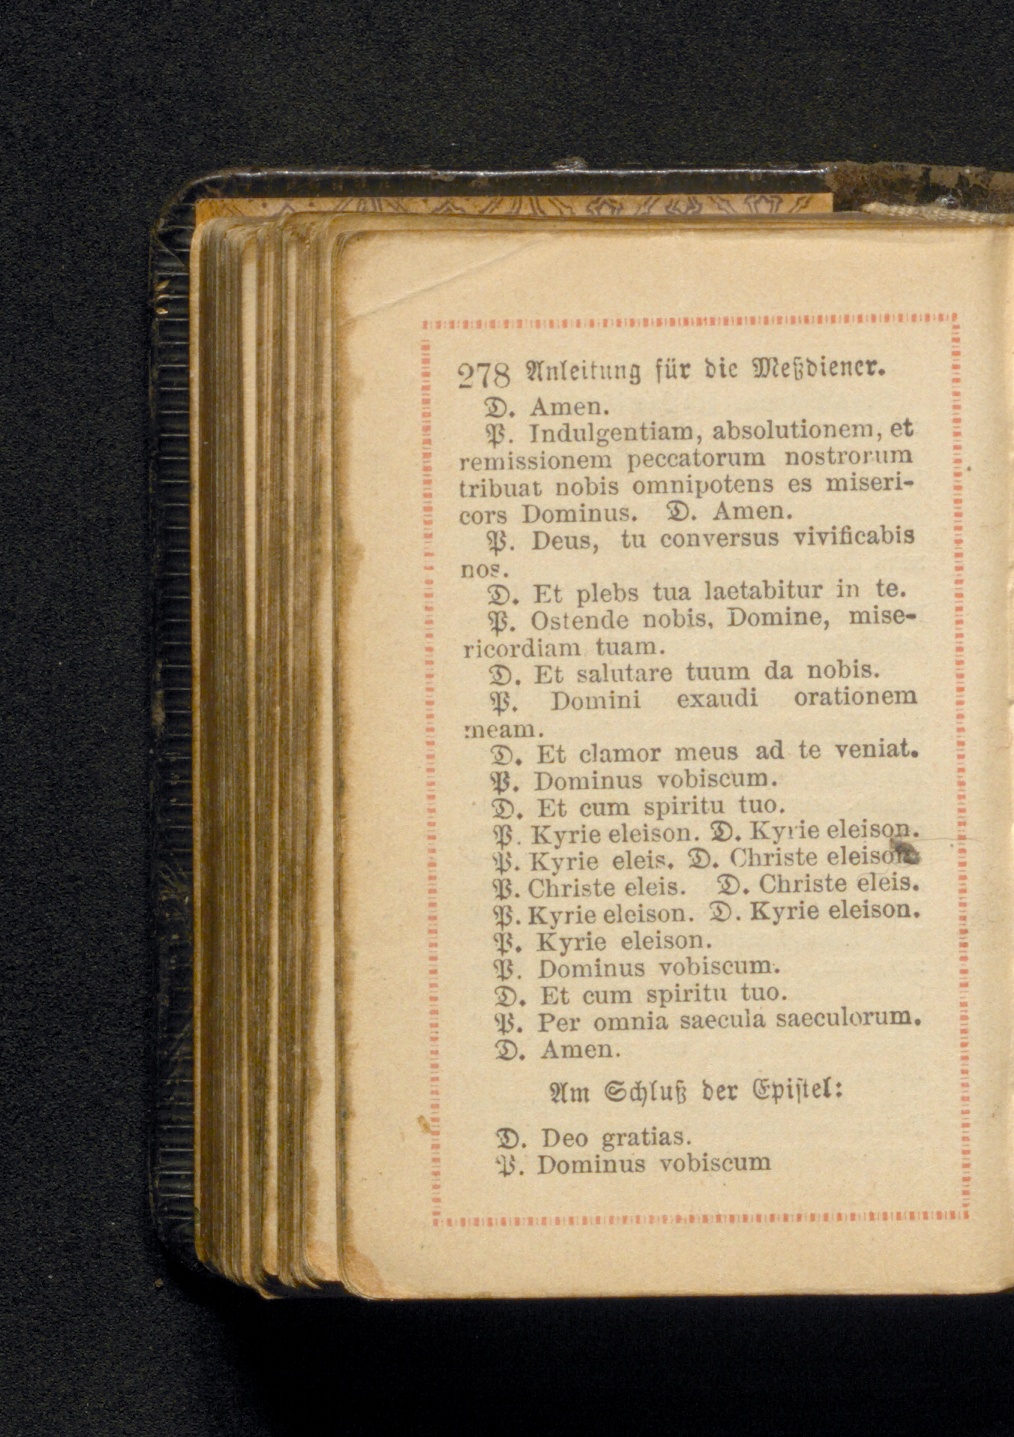 278 Anleitung für die Meßdiener.
D. Amen.
P. Indulgentiam, absolutionem, et
remissionem peccatorum nostrorum
tribuat nobis omnipotens es miseri-
cors Dominus. D. Amen.
P. Deus, tu conversus vivificabis
nos.
D. Et plebs tua laetabitur in te.
P. Ostende nobis, Domine, mise-
ricordiam tuam.
D. Et salutare tuum da nobis.
P. Domini exaudi orationem
meam.
D. Et clamor meus ad te veniat.
P. Dominus vobiscum.
D. Et cum spiritu tuo.
P. Kyrie eleison. D. Kyrie eleison.
P. Kyrie eleis. D. Christe eleison
P. Christe eleis. D. Christe eleis.
P. Kyrie eleison. D. Kyrie eleison.
P. Kyrie eleison.
P. Dominus vobiscum.
D. Et cum spiritu tuo.
P. Per omnia saecula saeculorum.
D. Amen.
Am Schluß der Epistel:
D. Deo gratias.
P. Dominus vobiscum